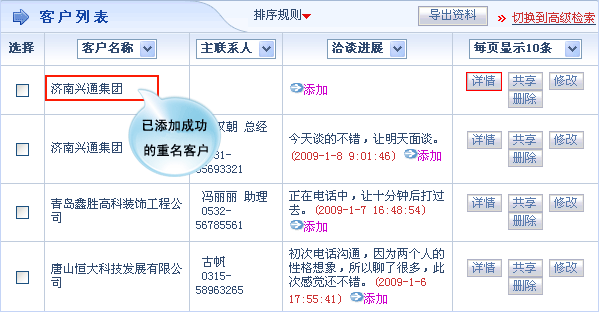 客户列表 排序规则 导出资料 » 切换到高级检索
选择 客户名称 主联系人 洽谈进展 每页显示10条
济南兴通集团 添加 详情 共享 修改
删除
已添加成功
的重名客户
济南兴通集团
汉朝 总经
31-
85693321
今天谈的不错，让明天面谈。
(2009-1-8 9:01:46) 添加
详情 共享 修改
删除
青岛鑫胜高科装饰工程公
司
冯丽丽 助理
0532-
56785561
正在电话中，让十分钟后打过
去。(2009-1-7 16:48:54)
添加
详情 共享 修改
删除
唐山恒大科技发展有限公
司
古帆
0315-
58963265
初次电话沟通，因为两个人的
性格想象，所以聊了很多，此
次感觉还不错。(2009-1-6
17:55:41) 添加
详情 共享 修改
删除